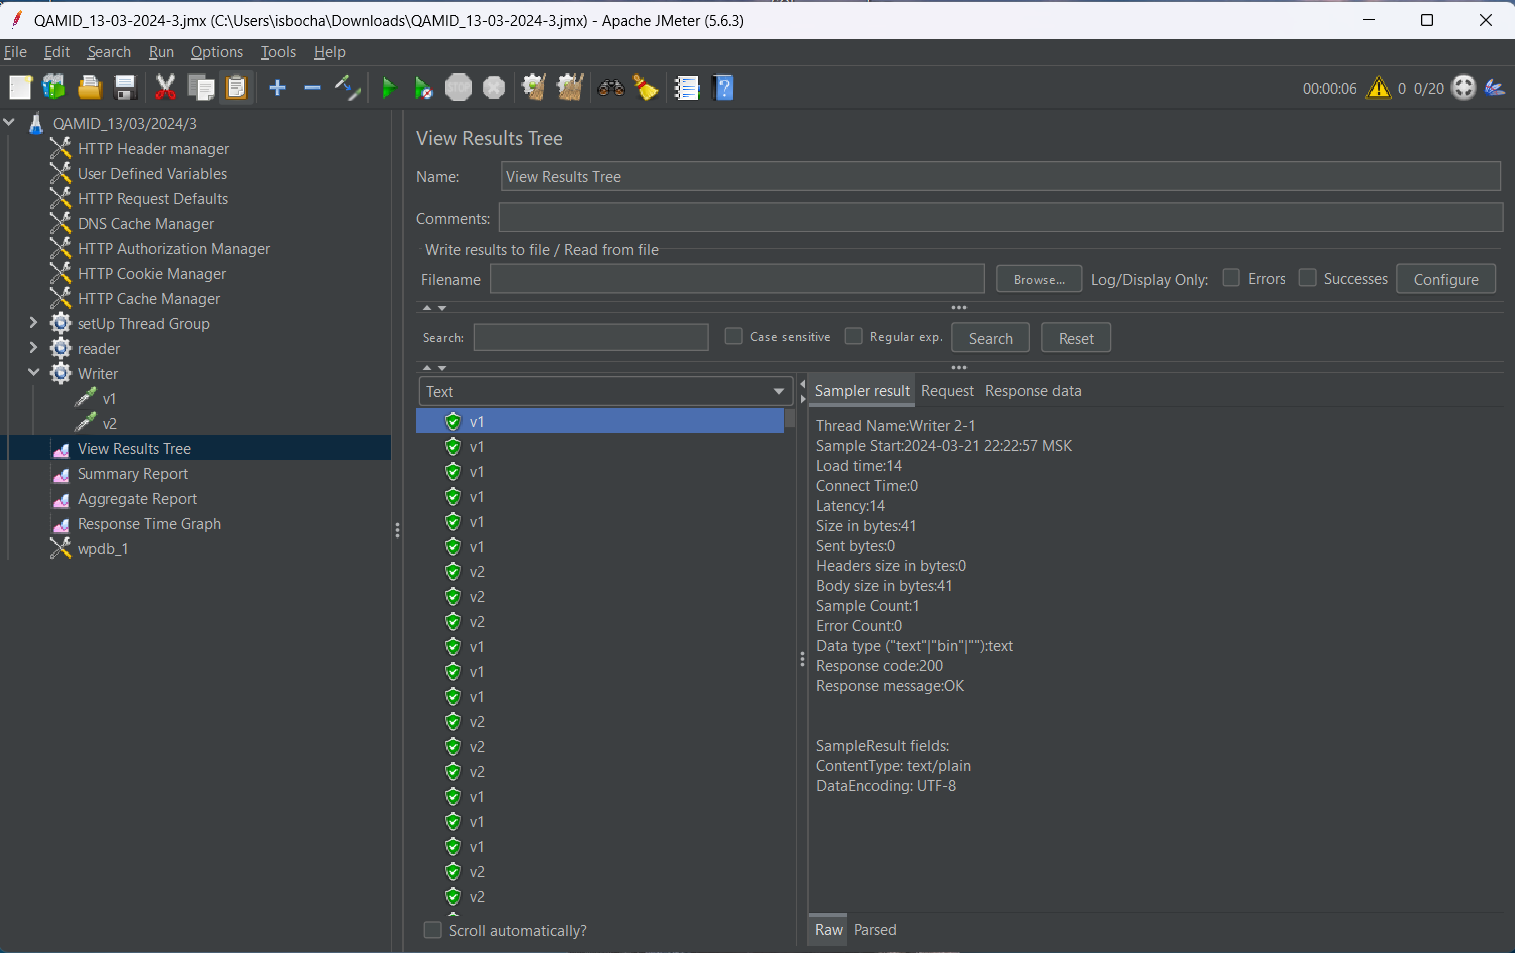 QAMID_13-03-2024-3.jmx (C:\Users\isbocha\Downloads\QAMID_13-03-2024-3.jmx) - Apache JMeter (5.6.3)
File Edit Search Run Options Tools Help
STOP
00:00:06 0 0/20
QAMID_13/03/2024/3
HTTP Header manager
User Defined Variables
HTTP Request Defaults
DNS Cache Manager
HTTP Authorization Manager
HTTP Cookie Manager
HTTP Cache Manager
setUp Thread Group
reader
Writer
v1
v2
View Results Tree
Summary Report
Aggregate Report
Response Time Graph
wpdb_1
View Results Tree
Name: View Results Tree
Comments:
Write results to file / Read from file
Filename Browse... Log/Display Only: Errors Successes Configure
Search: Case sensitive Regular exp. Search Reset
Text
v1
v1
v1
v1
v1
v1
v2
v2
v2
v1
v1
v1
v2
v2
v2
v1
v1
v1
v2
v2
Scroll automatically?
Sampler result Request Response data
Thread Name:Writer 2-1
Sample Start:2024-03-21 22:22:57 MSK
Load time:14
Connect Time:0
Latency:14
Size in bytes:41
Sent bytes:0
Headers size in bytes:0
Body size in bytes:41
Sample Count:1
Error Count:0
Data type ("text"|"bin"|""):text
Response code:200
Response message:OK
SampleResult fields:
ContentType: text/plain
DataEncoding: UTF-8
Raw Parsed